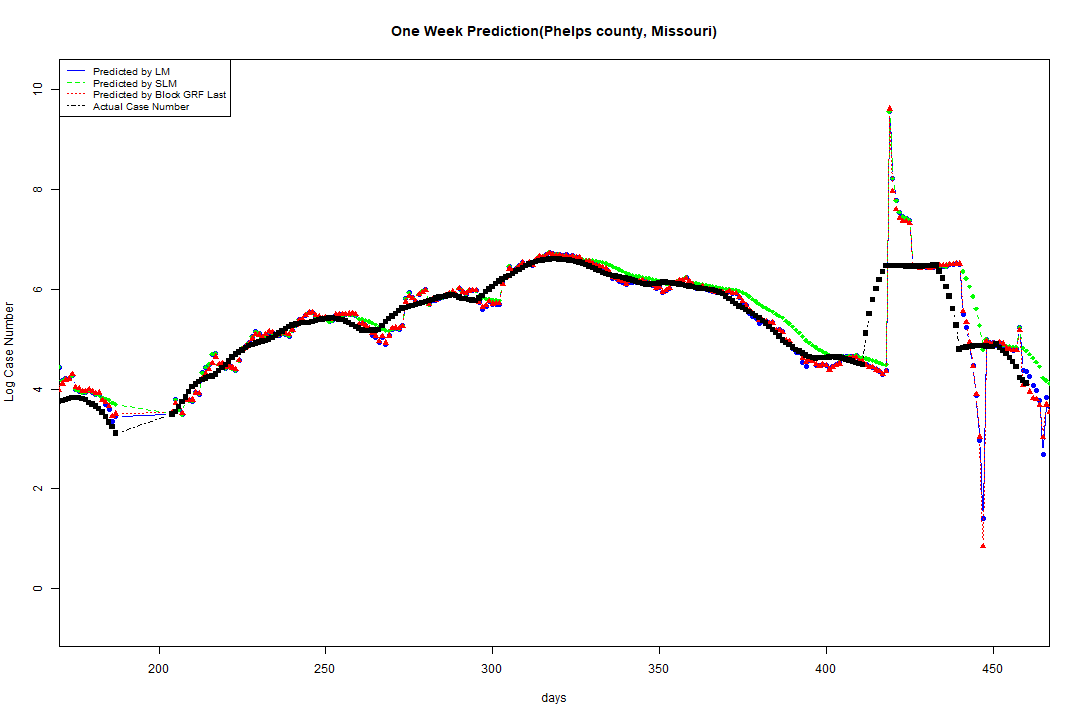 One Week Prediction(Phelps county, Missouri)
Predicted by LM
Predicted by SLM
Predicted by Block GRF Last
Actual Case Number
Log Case Number
10
8
6
4
2
0
200 250 300 350 400 450
days